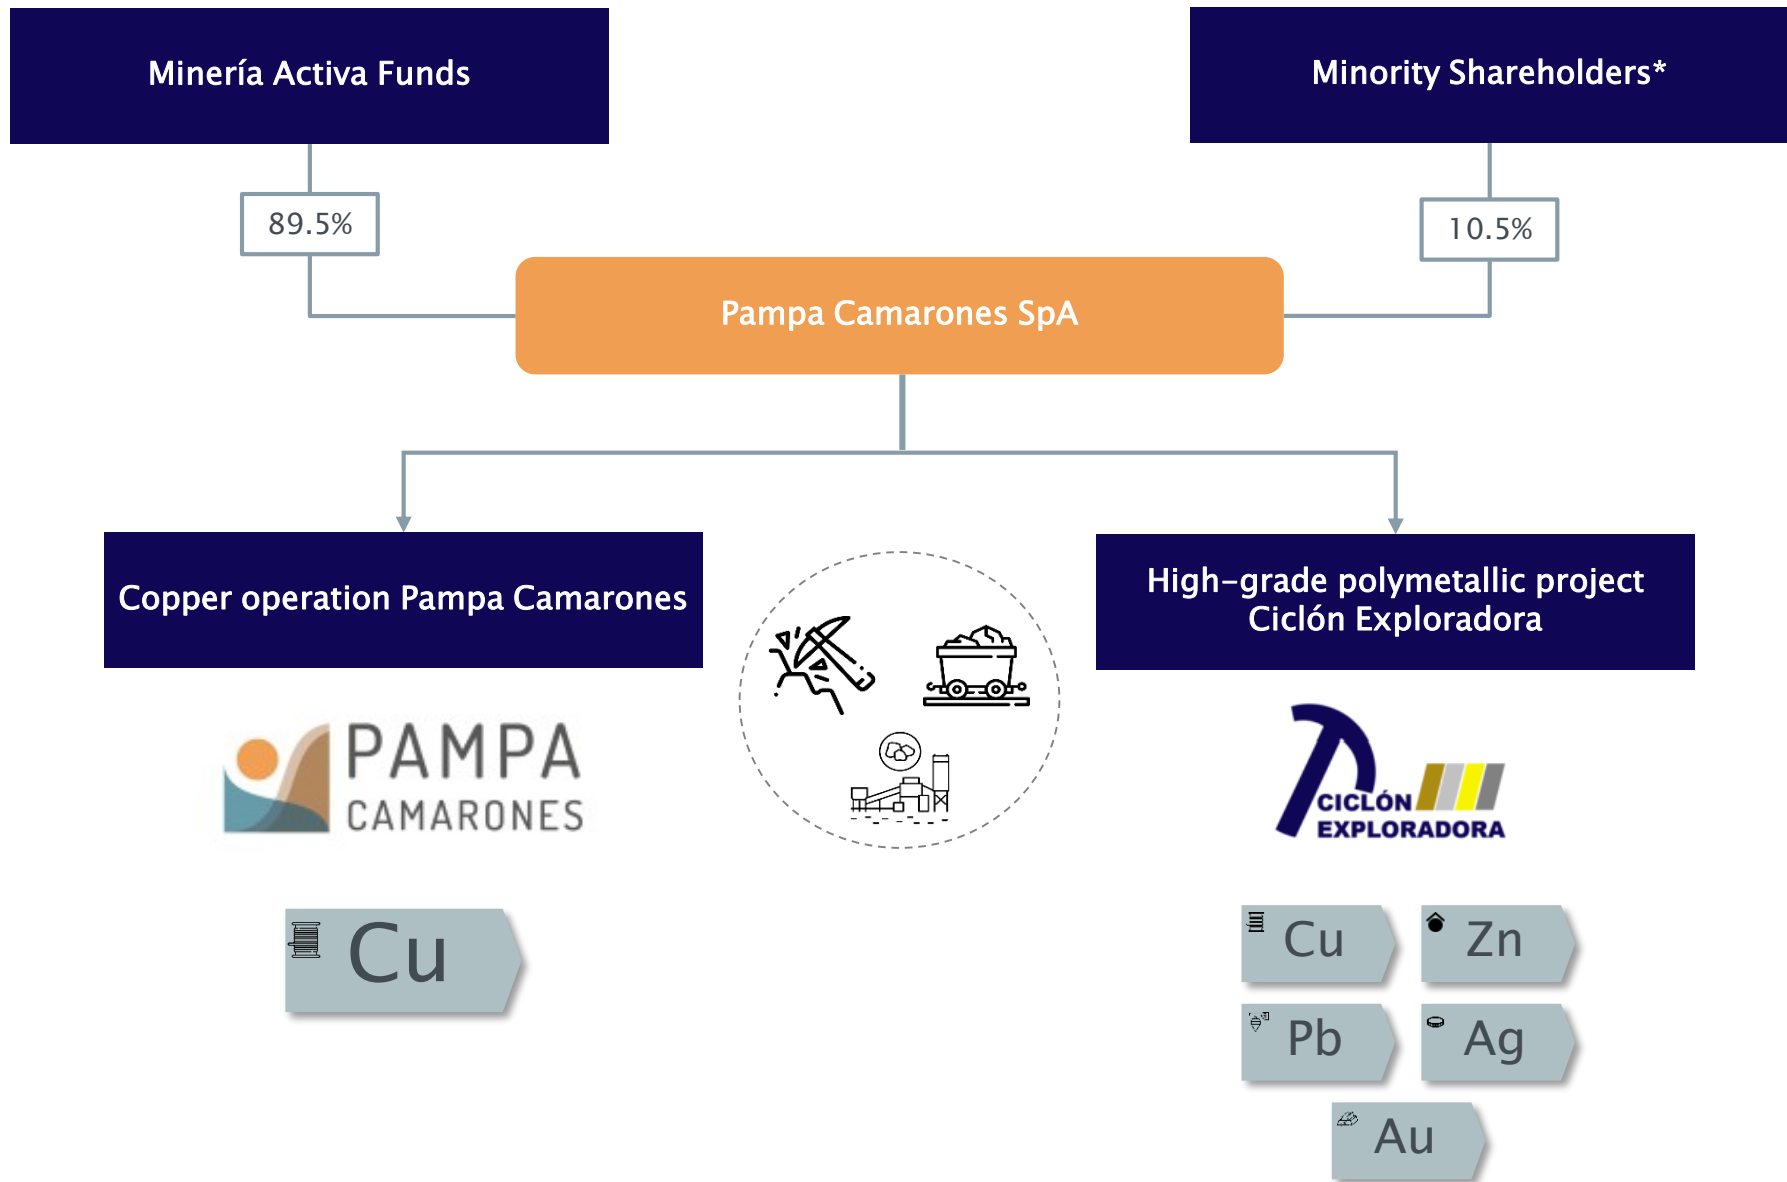 Minería Activa Funds
Minority Shareholders*
89.5%
10.5%
Pampa Camarones SpA
Copper operation Pampa Camarones
High-grade polymetallic project
Ciclón Exploradora
PAMPA
CAMARONES
CICLÓN
EXPLORADORA
Cu
Cu
Zn
Pb
Ag
Au